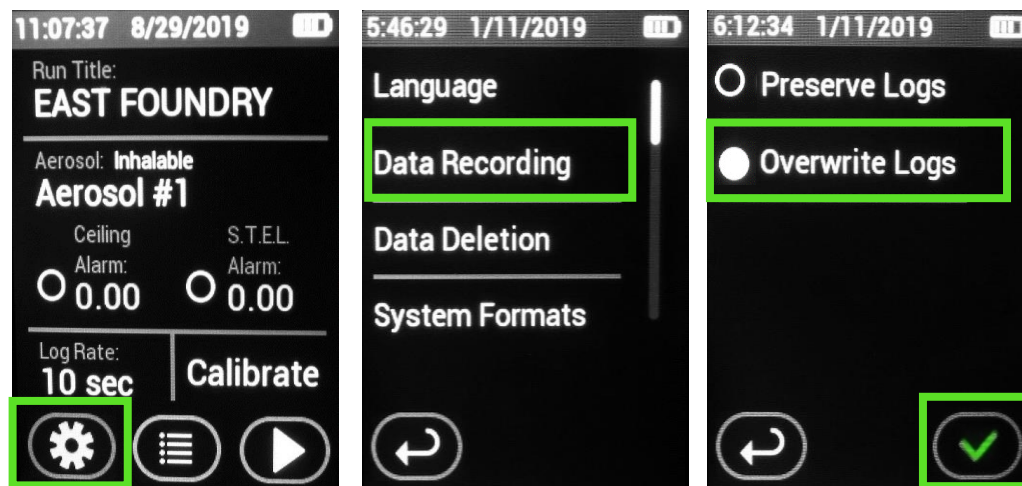 11:07:37 8/29/2019
Run Title:
EAST FOUNDRY
Aerosol: Inhalable
Aerosol #1
Ceiling S.T.E.L.
Alarm: Alarm:
0.00 0.00
Log Rate:
10 sec
Calibrate
5:46:29 1/11/2019
Language
Data Recording
Data Deletion
System Formats
6:12:34 1/11/2019
Preserve Logs
Overwrite Logs